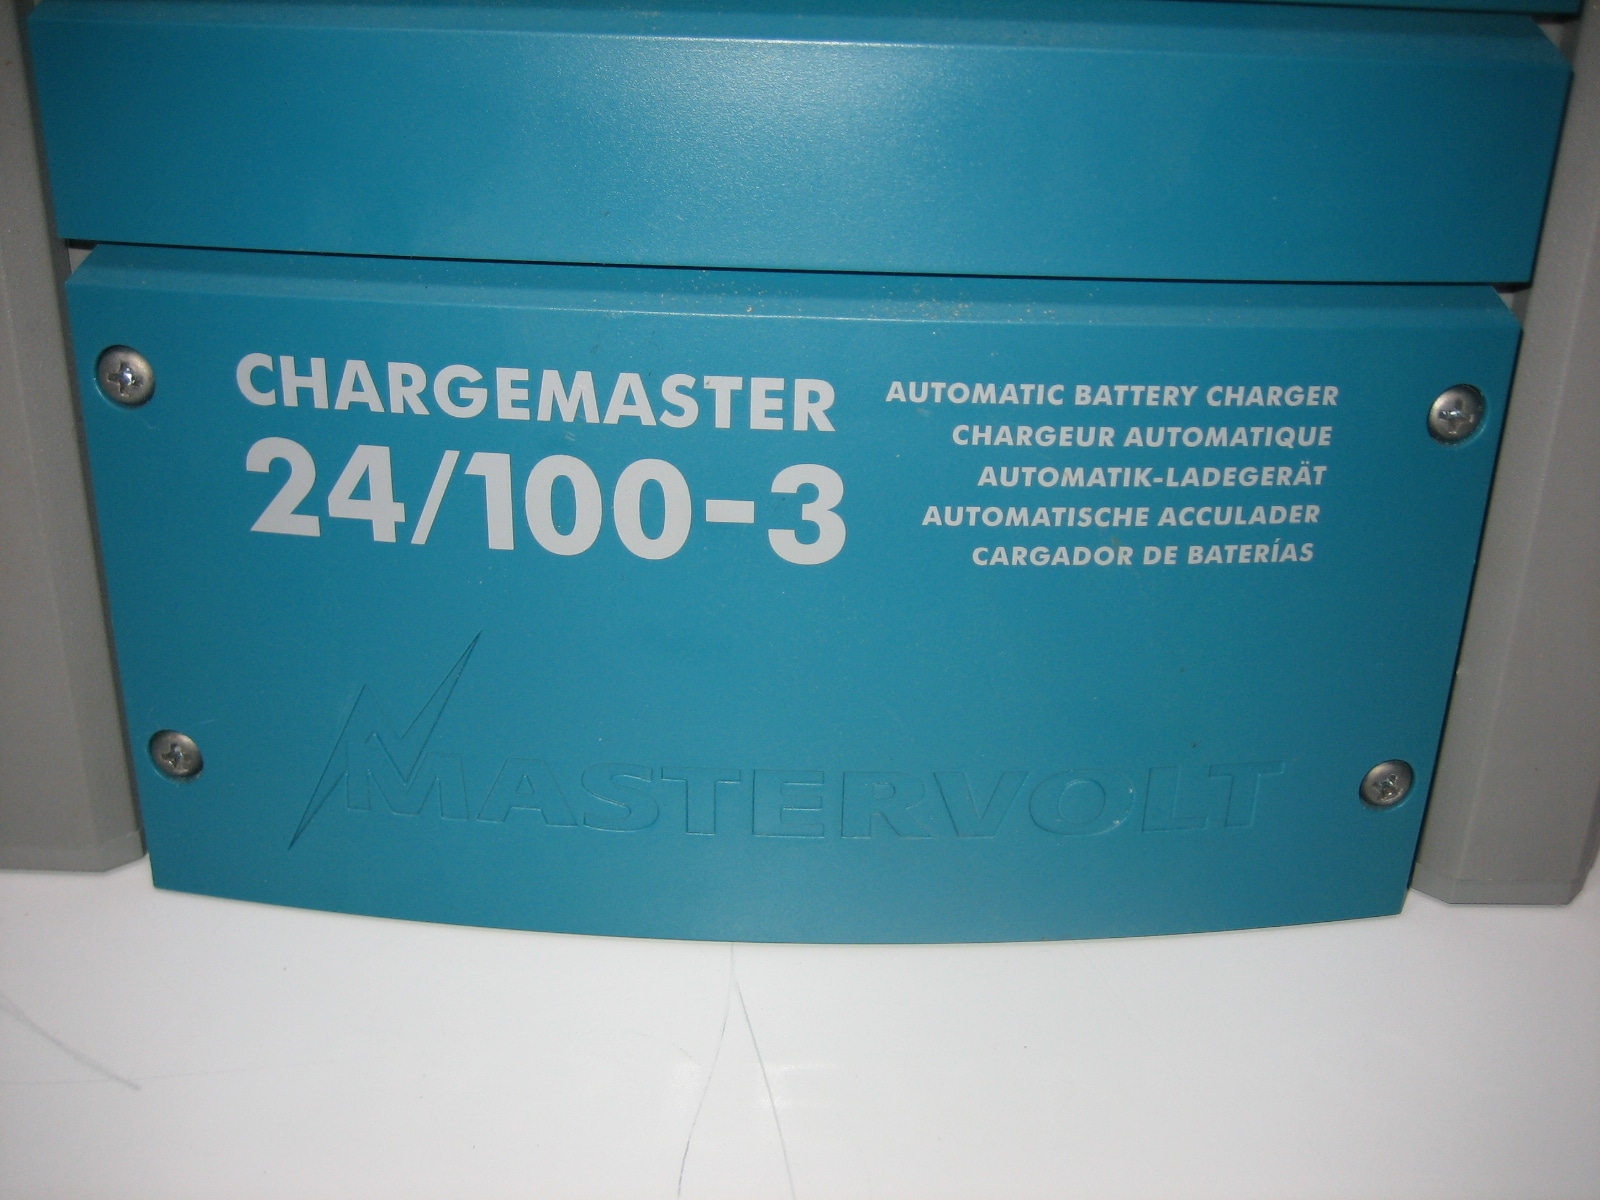 CHARGEMASTER
24/100-3
AUTOMATIC BATTERY CHARGER
CHARGEUR AUTOMATIQUE
AUTOMATIK-LADEGERÄT
AUTOMATISCHE ACCULADER
CARGADOR DE BATERÍAS
MASTERVOLT